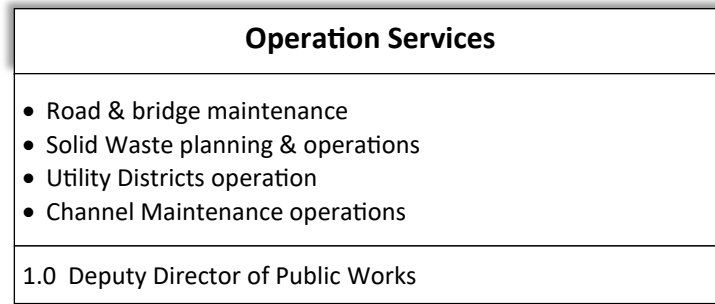 Operation Services
• Road & bridge maintenance
• Solid Waste planning & operations
• Utility Districts operation
• Channel Maintenance operations
1.0 Deputy Director of Public Works